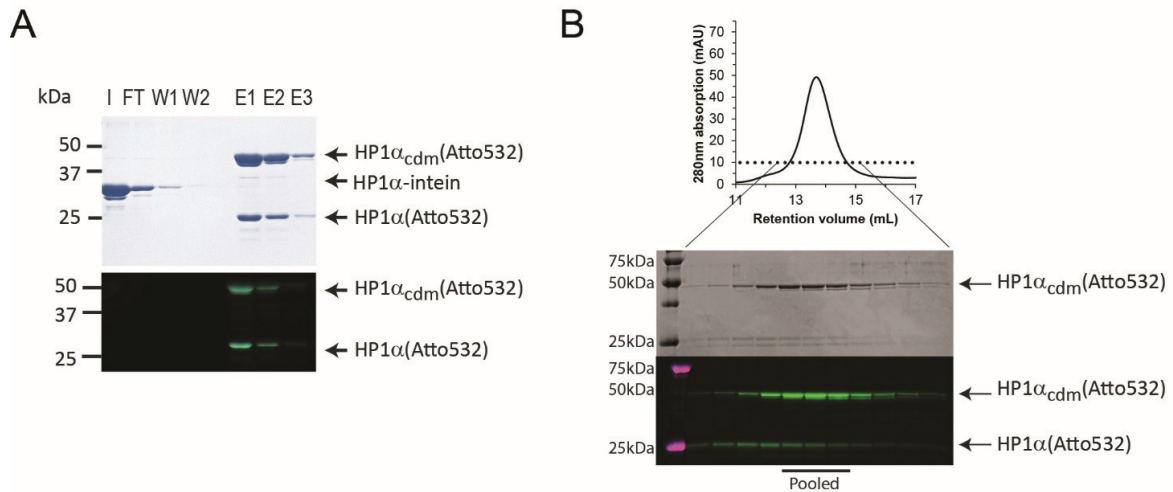 A
kDa
I FT W1 W2 E1 E2 E3
50
37
25
HP1αcdm(Atto532)
HP1α-intein
HP1α(Atto532)
50
37
25
HP1αcdm(Atto532)
HP1α(Atto532)
B
280nm absorption (mAU)
70
60
50
40
30
20
10
0
11 13 15 17
Retention volume (mL)
75kDa
50kDa
25kDa
HP1αcdm(Atto532)
75kDa
50kDa
25kDa
HP1αcdm(Atto532)
HP1α(Atto532)
Pooled